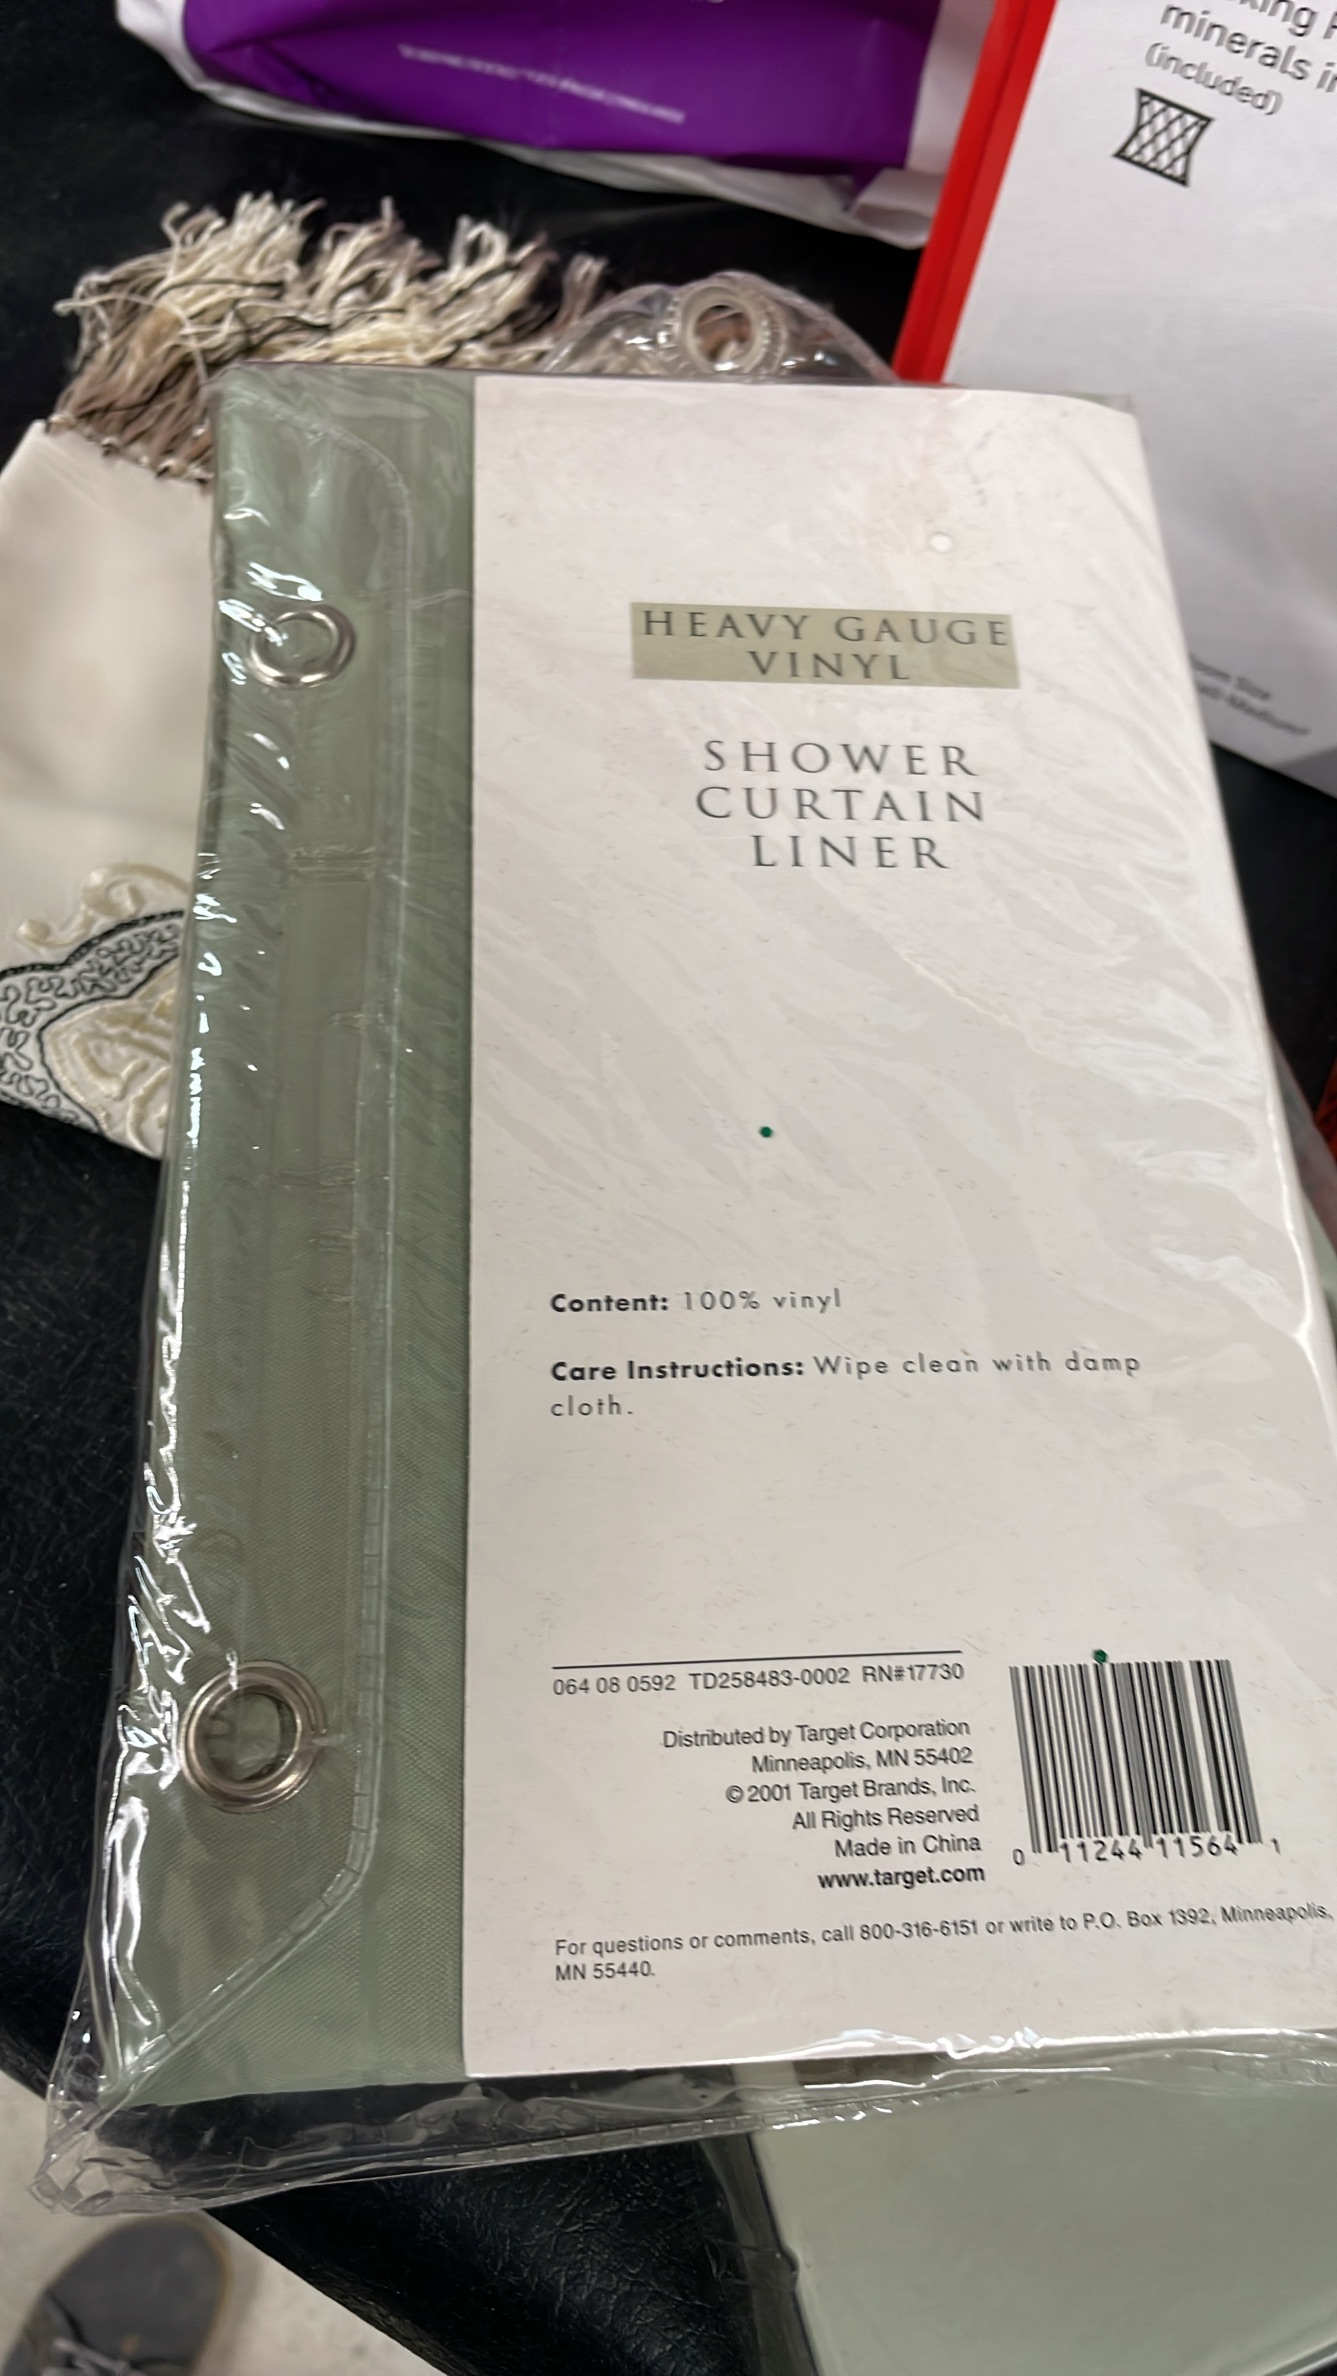 minerals
(included)
HEAVY GAUGE
VINYL
SHOWER
CURTAIN
LINER
Content: 100% vinyl
Care Instructions: Wipe clean with damp
cloth.
064 08 0592 TD258483-0002 RN#17730
Distributed by Target Corporation
Minneapolis, MN 55402
© 2001 Target Brands, Inc.
All Rights Reserved
Made in China
www.target.com
0 11244 11564 1
For questions or comments, call 800-316-6151 or write to P.O. Box 1392, Minneapolis,
MN 55440.